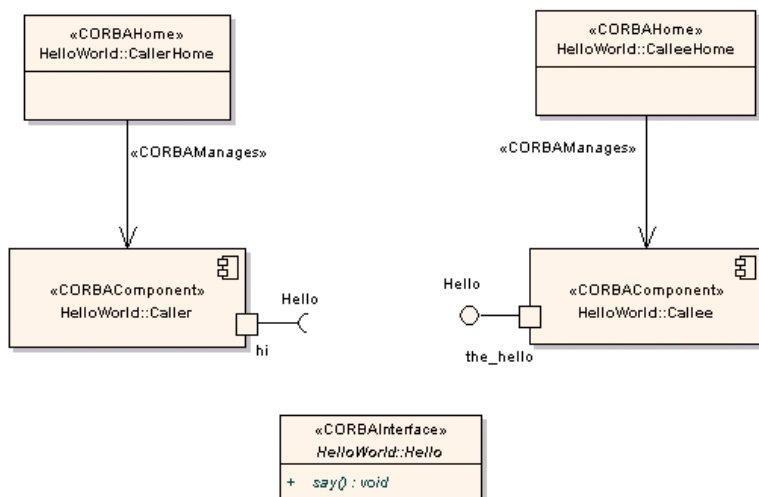 «CORBAHome»
HelloWorld::CallerHome
«CORBAHome»
HelloWorld::CalleeHome
«CORBAManages»
«CORBAManages»
«CORBAComponent»
HelloWorld::Caller
Hello
hi
Hello
the_hello
«CORBAComponent»
HelloWorld::Callee
«CORBAInterface»
HelloWorld::Hello
+ say() : void